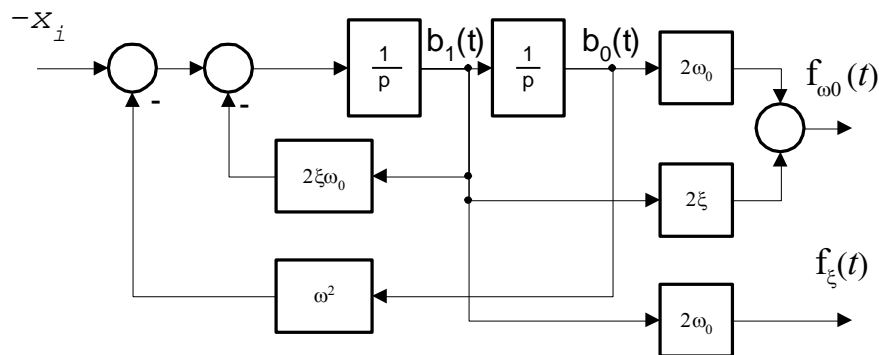 -x_i
1/p
b₁(t)
1/p
b₀(t)
2ω₀
f_ω0(t)
-
-
2ξω₀
2ξ
f_ξ(t)
ω²
2ω₀